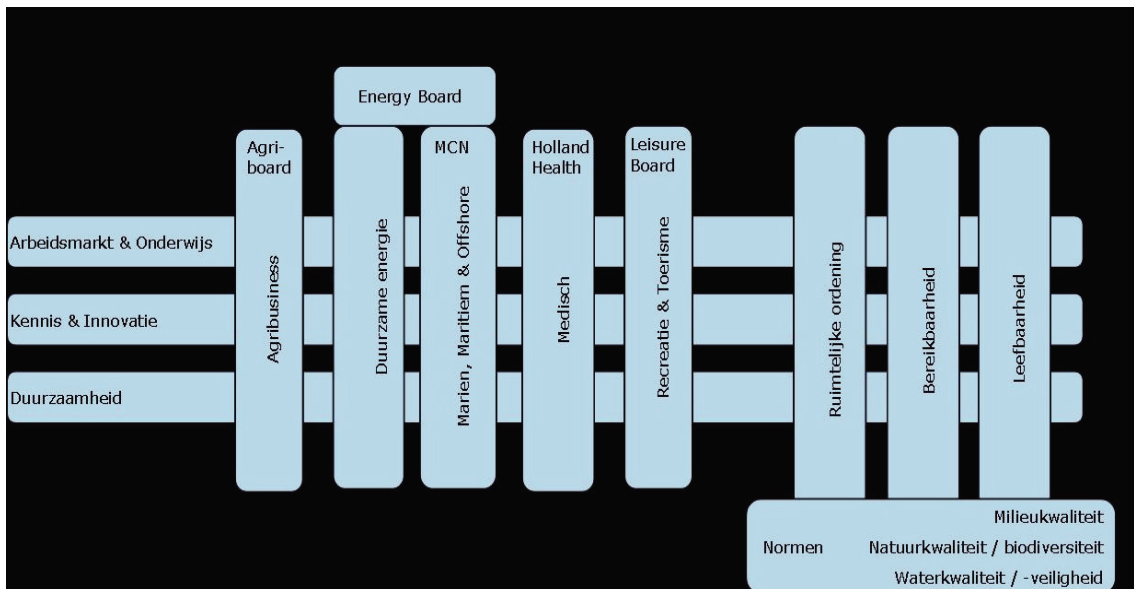 Energy Board
Agri-
board
MCN
Holland
Health
Leisure
Board
Arbeidsmarkt & Onderwijs
Kennis & Innovatie
Duurzaamheid
Agribusiness
Duurzame energie
Marien, Maritiem & Offshore
Medisch
Recreatie & Toerisme
Ruimtelijke ordening
Bereikbaarheid
Leefbaarheid
Milieukwaliteit
Normen Natuurkwaliteit / biodiversiteit
Waterkwaliteit / -veiligheid